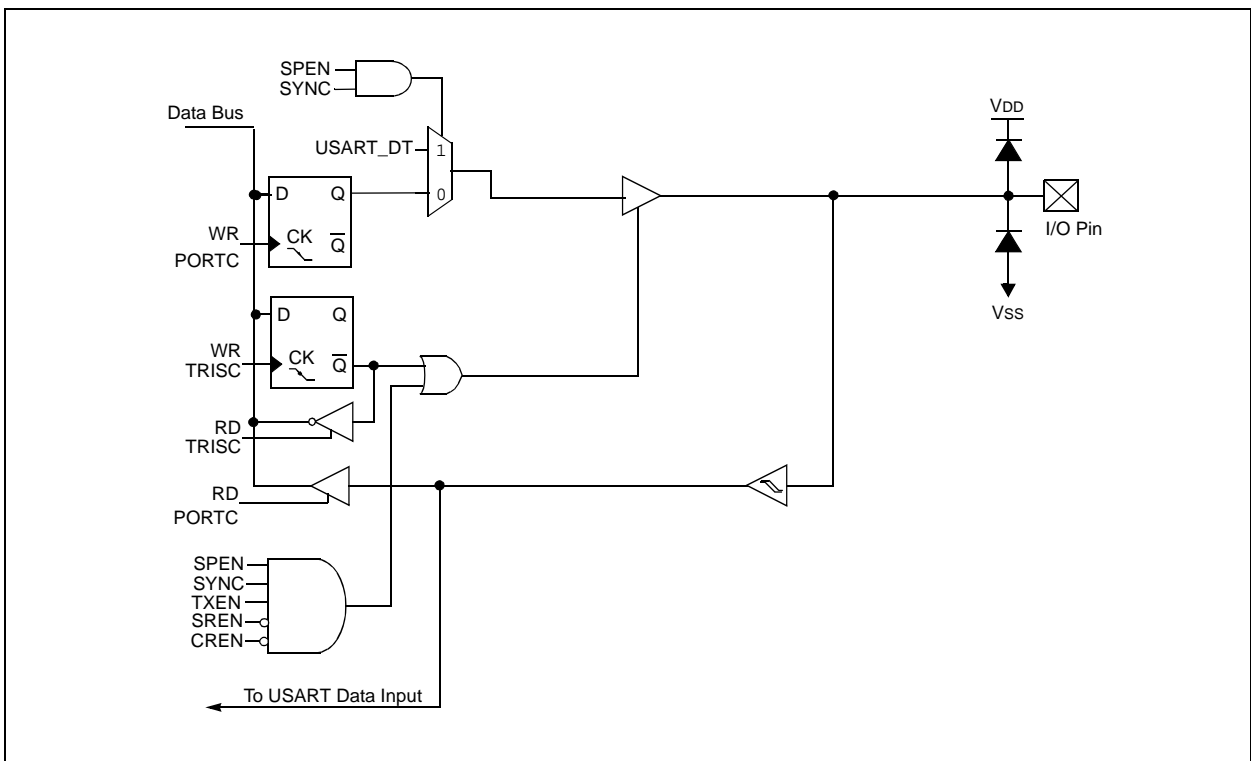 SPEN
SYNC
Data Bus
VDD
USART_DT
1
0
D Q
CK Q
WR
PORTC
I/O Pin
VSS
D Q
CK Q
WR
TRISC
RD
TRISC
RD
PORTC
SPEN
SYNC
TXEN
SREN
CREN
To USART Data Input